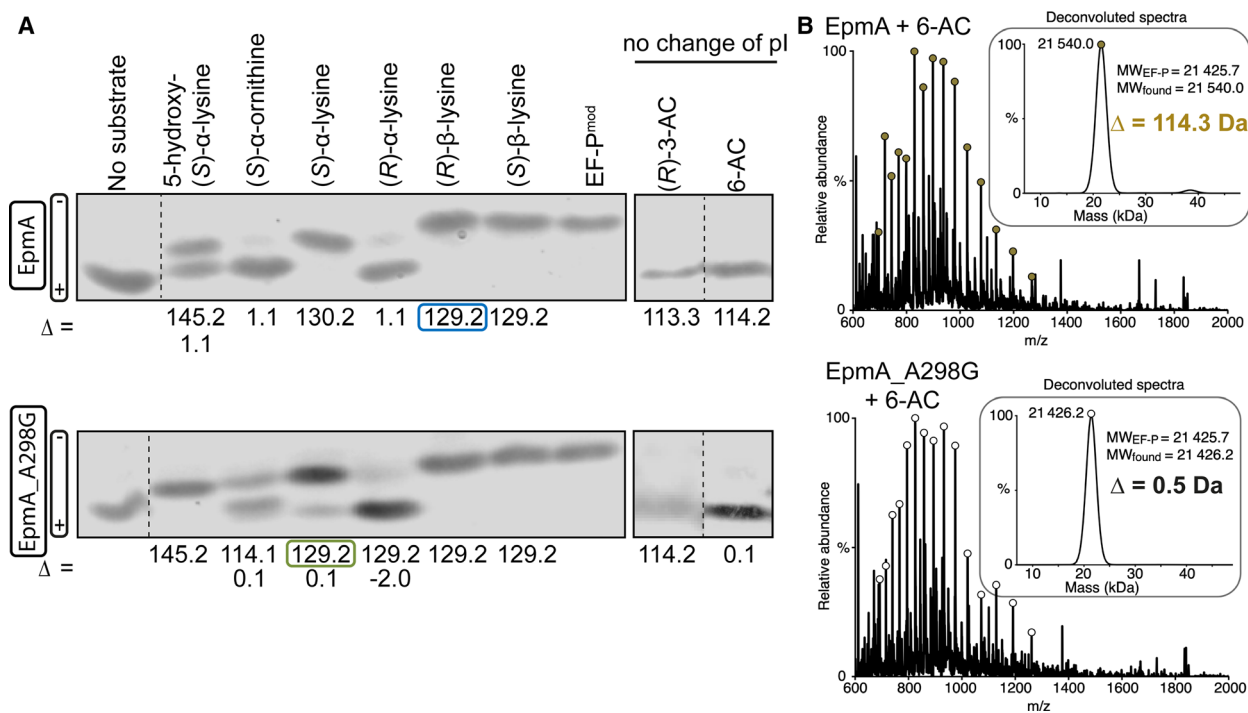 A
no change of pI
No substrate
5-hydroxy-
(S)-α-lysine
(S)-α-ornithine
(S)-α-lysine
(R)-α-lysine
(R)-β-lysine
(S)-β-lysine
EF-Pmod
(R)-3-AC
6-AC
EpmA
-
+
Δ = 145.2 1.1 130.2 1.1 129.2 129.2 113.3 114.2
1.1
EpmA_A298G
-
+
Δ = 145.2 114.1 129.2 129.2 129.2 129.2 114.2 0.1
0.1 0.1 -2.0
B
EpmA + 6-AC
Deconvoluted spectra
100
21 540.0
MWEF-P = 21 425.7
MWfound = 21 540.0
Δ = 114.3 Da
%
0
10 20 30 40
Mass (kDa)
100
%
0
Relative abundance
600 800 1000 1200 1400 1600 1800 2000
m/z
EpmA_A298G
+ 6-AC
Deconvoluted spectra
100
21 426.2
MWEF-P = 21 425.7
MWfound = 21 426.2
Δ = 0.5 Da
%
0
10 20 30 40
Mass (kDa)
100
%
0
Relative abundance
600 800 1000 1200 1400 1600 1800 2000
m/z